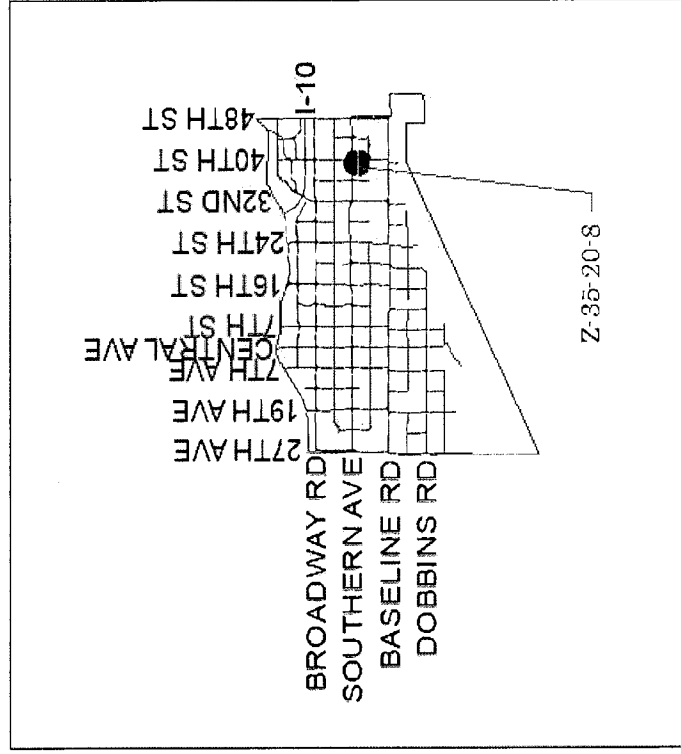 27TH AVE
19TH AVE
7TH AVE
CENTRAL AVE
7TH ST
16TH ST
24TH ST
32ND ST
40TH ST
48TH ST
I-10
BROADWAY RD
SOUTHERN AVE
BASELINE RD
DOBBINS RD
Z-35-20-8